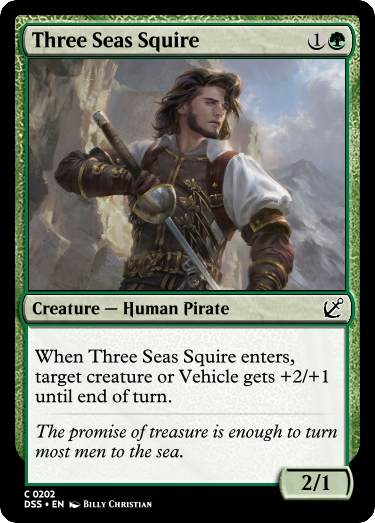 Three Seas Squire 1
Creature — Human Pirate
When Three Seas Squire enters,
target creature or Vehicle gets +2/+1
until end of turn.
The promise of treasure is enough to turn
most men to the sea.
2/1
C 0202
DSS • EN Billy Christian